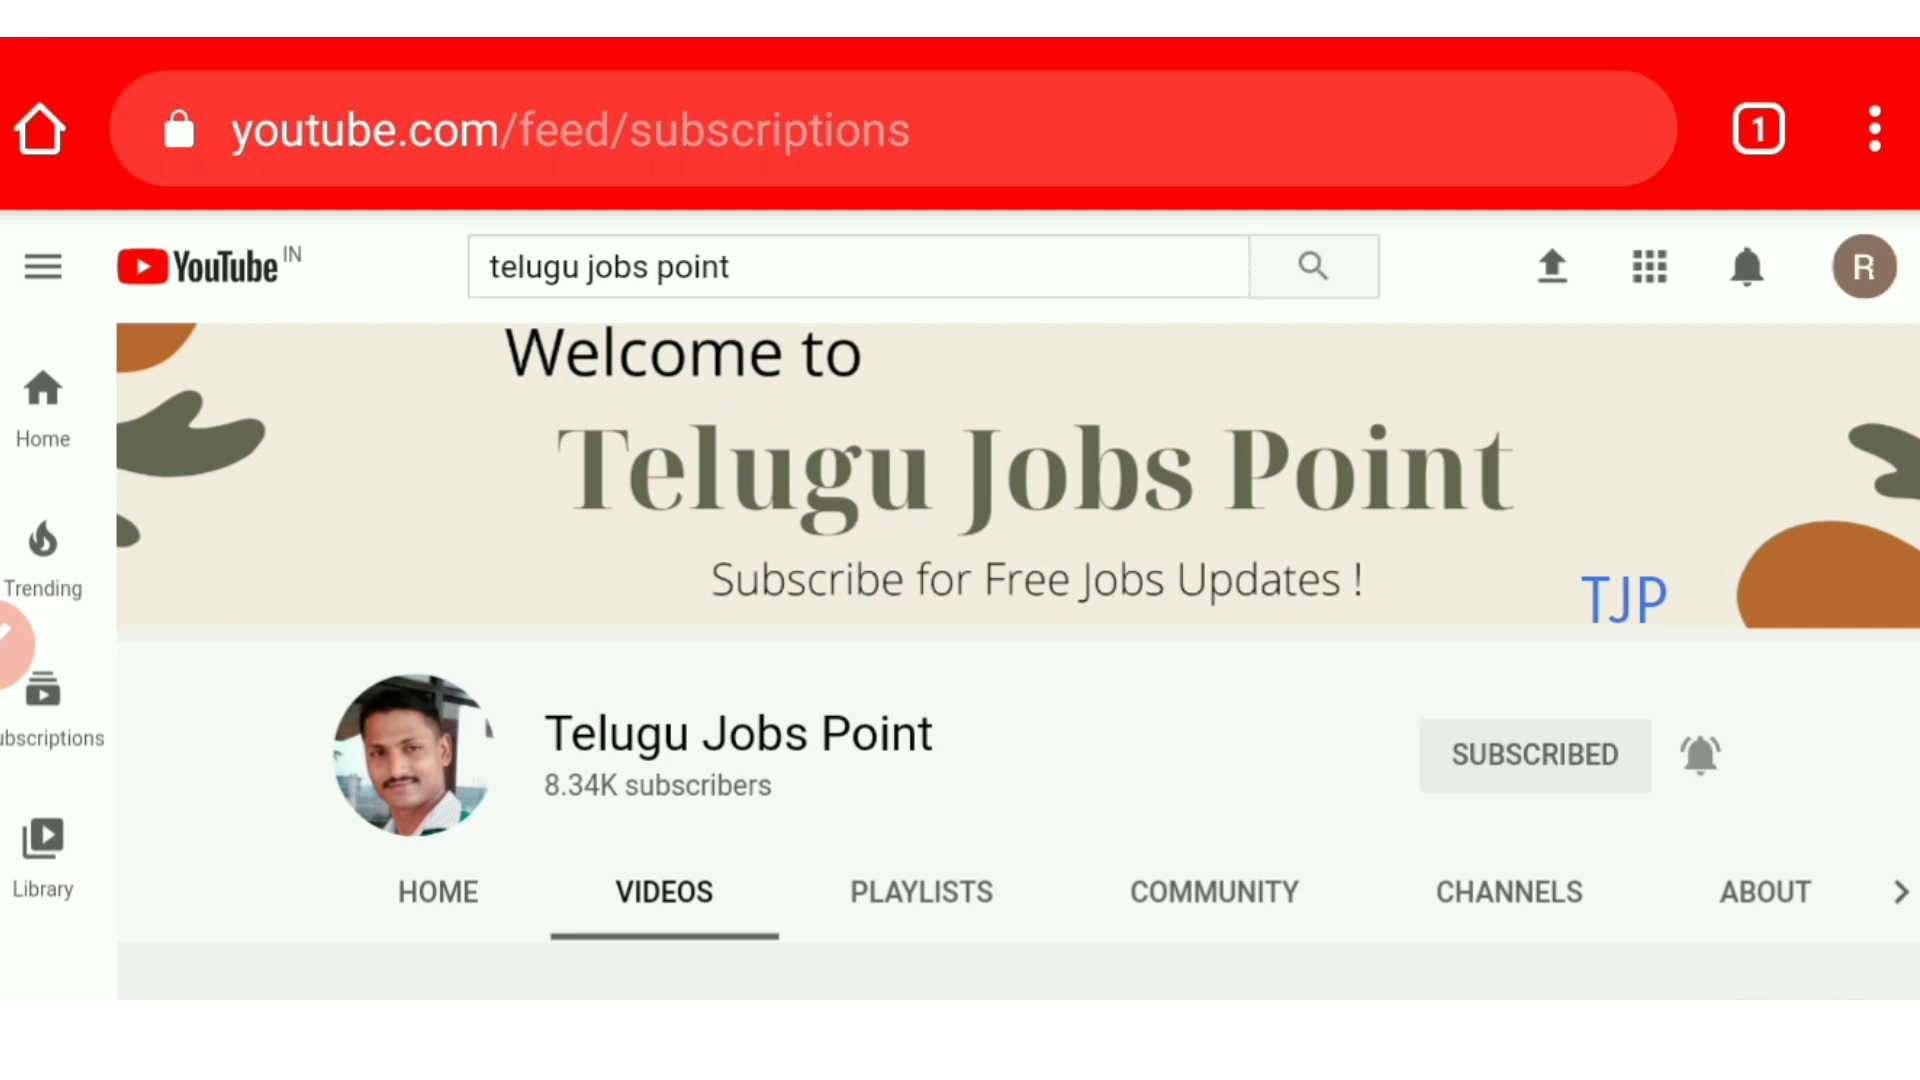 youtube.com/feed/subscriptions
1
YouTube IN
telugu jobs point
R
Welcome to
Telugu Jobs Point
Subscribe for Free Jobs Updates !
TJP
Home
Trending
ubscriptions
Library
Telugu Jobs Point
8.34K subscribers
SUBSCRIBED
HOME VIDEOS PLAYLISTS COMMUNITY CHANNELS ABOUT